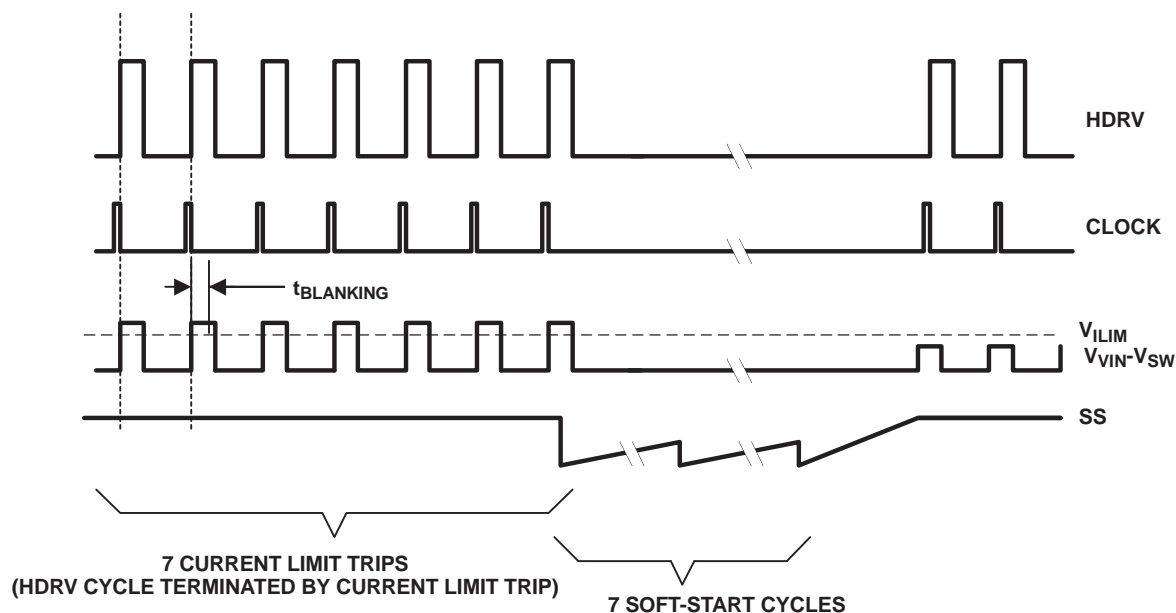 HDRV
CLOCK
tBLANKING
VILIM
VVIN-VSW
SS
7 CURRENT LIMIT TRIPS
(HDRV CYCLE TERMINATED BY CURRENT LIMIT TRIP)
7 SOFT-START CYCLES